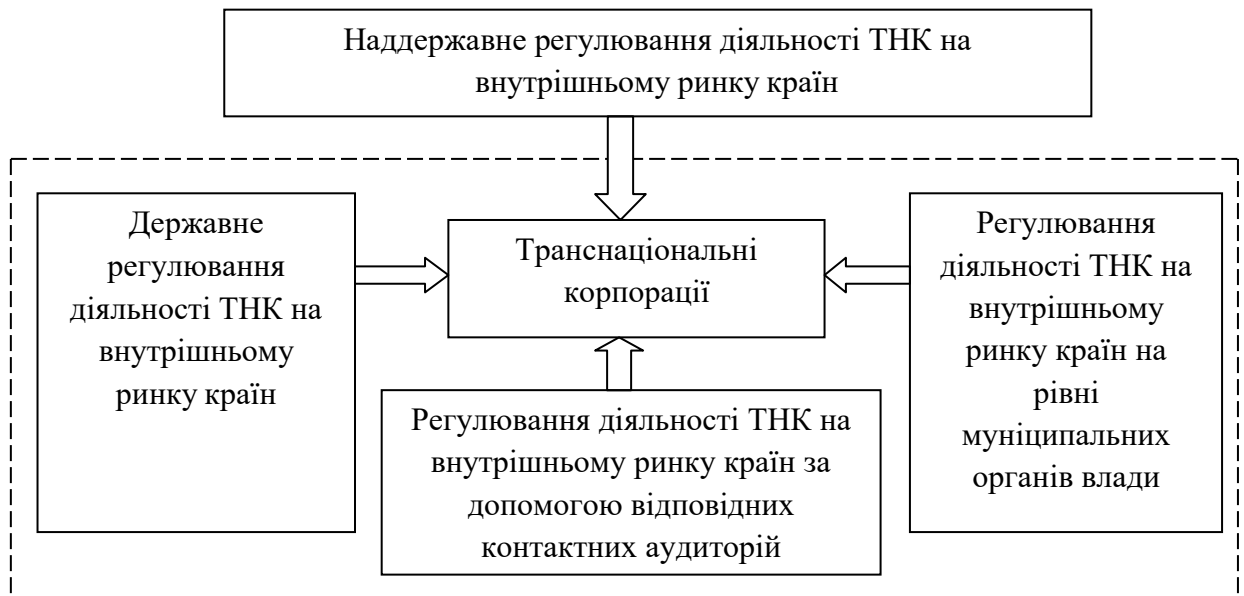 Наддержавне регулювання діяльності ТНК на
внутрішньому ринку країн
Державне
регулювання
діяльності ТНК на
внутрішньому
ринку країн
Транснаціональні
корпорації
Регулювання
діяльності ТНК на
внутрішньому
ринку країн на
рівні
муніципальних
органів влади
Регулювання діяльності ТНК на
внутрішньому ринку країн за
допомогою відповідних
контактних аудиторій